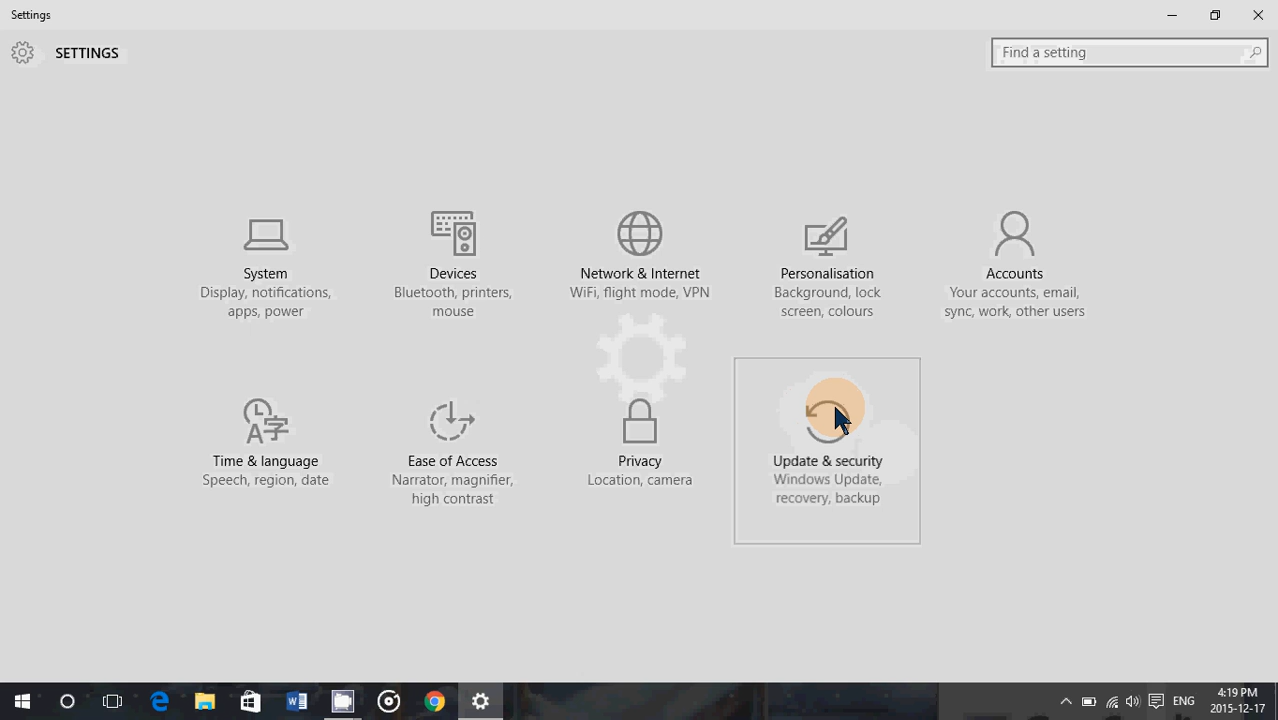 Settings
SETTINGS
Find a setting
System
Display, notifications,
apps, power
Devices
Bluetooth, printers,
mouse
Network & Internet
WiFi, flight mode, VPN
Personalisation
Background, lock
screen, colours
Accounts
Your accounts, email,
sync, work, other users
Time & language
Speech, region, date
Ease of Access
Narrator, magnifier,
high contrast
Privacy
Location, camera
Update & security
Windows Update,
recovery, backup
ENG
4:19 PM
2015-12-17